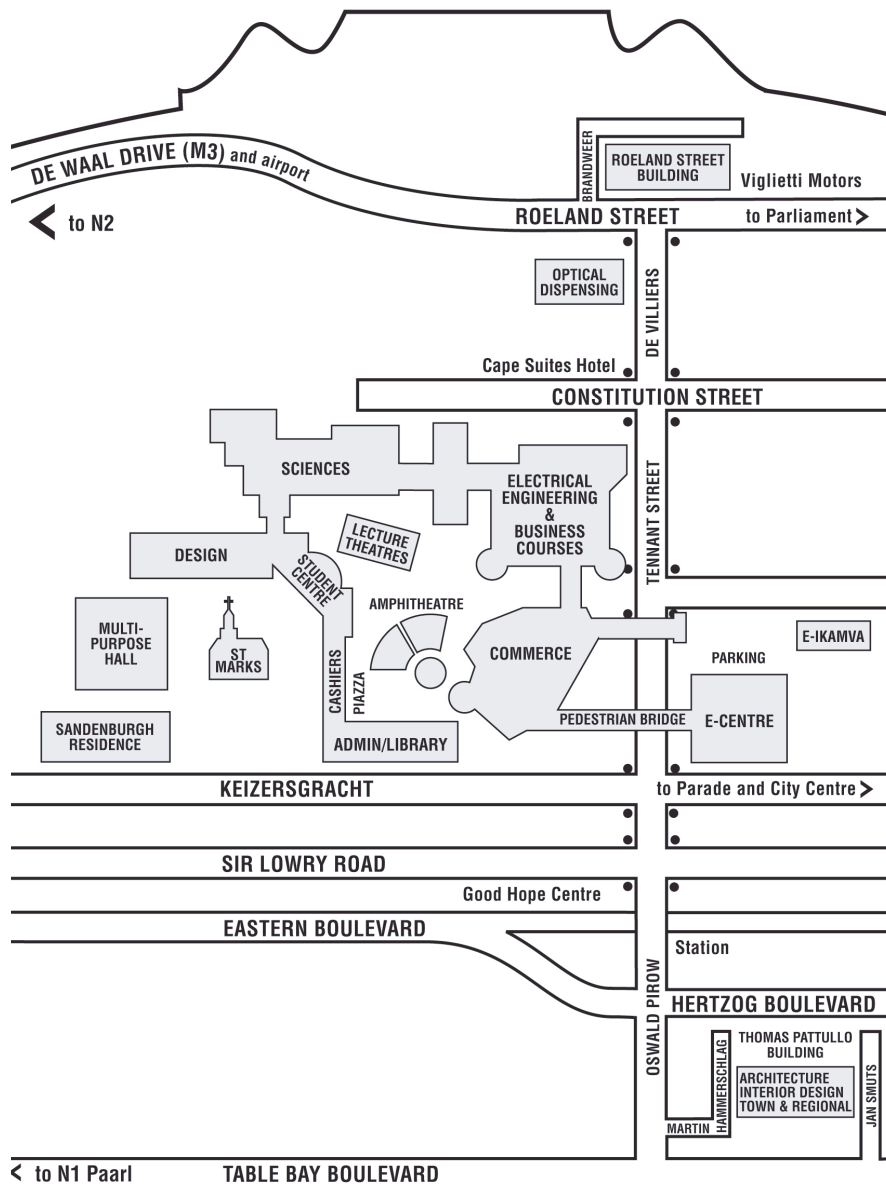 DE WAAL DRIVE (M3) and airport
BRANDWEER
ROELAND STREET
BUILDING
Viglietti Motors
to N2
ROELAND STREET
to Parliament >
OPTICAL
DISPENSING
DE VILLIERS
Cape Suites Hotel
CONSTITUTION STREET
SCIENCES
ELECTRICAL
ENGINEERING
&
BUSINESS
COURSES
TENNANT STREET
LECTURE
THEATRES
DESIGN
STUDENT
CENTRE
AMPHITHEATRE
MULTI-
PURPOSE
HALL
ST
MARKS
CASHIERS
PIAZZA
COMMERCE
E-IKAMVA
PARKING
SANDENBURGH
RESIDENCE
ADMIN/LIBRARY
PEDESTRIAN BRIDGE
E-CENTRE
KEIZERSGRACHT
to Parade and City Centre >
SIR LOWRY ROAD
Good Hope Centre
EASTERN BOULEVARD
Station
OSWALD PIROW
HERTZOG BOULEVARD
THOMAS PATTULLO
BUILDING
ARCHITECTURE
INTERIOR DESIGN
TOWN & REGIONAL
HAMMERSCHLAG
MARTIN
JAN SMUTS
< to N1 Paarl
TABLE BAY BOULEVARD